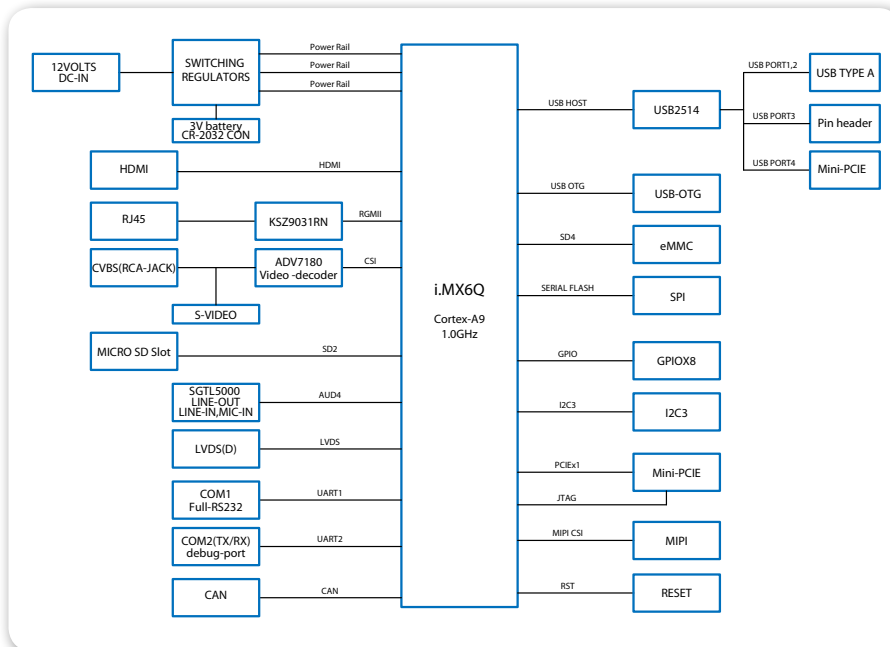 12VOLTS
DC-IN
SWITCHING
REGULATORS
Power Rail
Power Rail
Power Rail
3V battery
CR-2032 CON
HDMI
HDMI
RJ45
KSZ9031RN
RGMII
CVBS(RCA-JACK)
ADV7180
Video -decoder
CSI
S-VIDEO
MICRO SD Slot
SD2
SGTL5000
LINE-OUT
LINE-IN,MIC-IN
AUD4
LVDS(D)
LVDS
COM1
Full-RS232
UART1
COM2(TX/RX)
debug-port
UART2
CAN
CAN
i.MX6Q
Cortex-A9
1.0GHz
USB HOST
USB2514
USB PORT1,2
USB TYPE A
USB PORT3
Pin header
USB PORT4
Mini-PCIE
USB OTG
USB-OTG
SD4
eMMC
SERIAL FLASH
SPI
GPIO
GPIOX8
I2C3
I2C3
PCIEx1
Mini-PCIE
JTAG
MIPI CSI
MIPI
RST
RESET